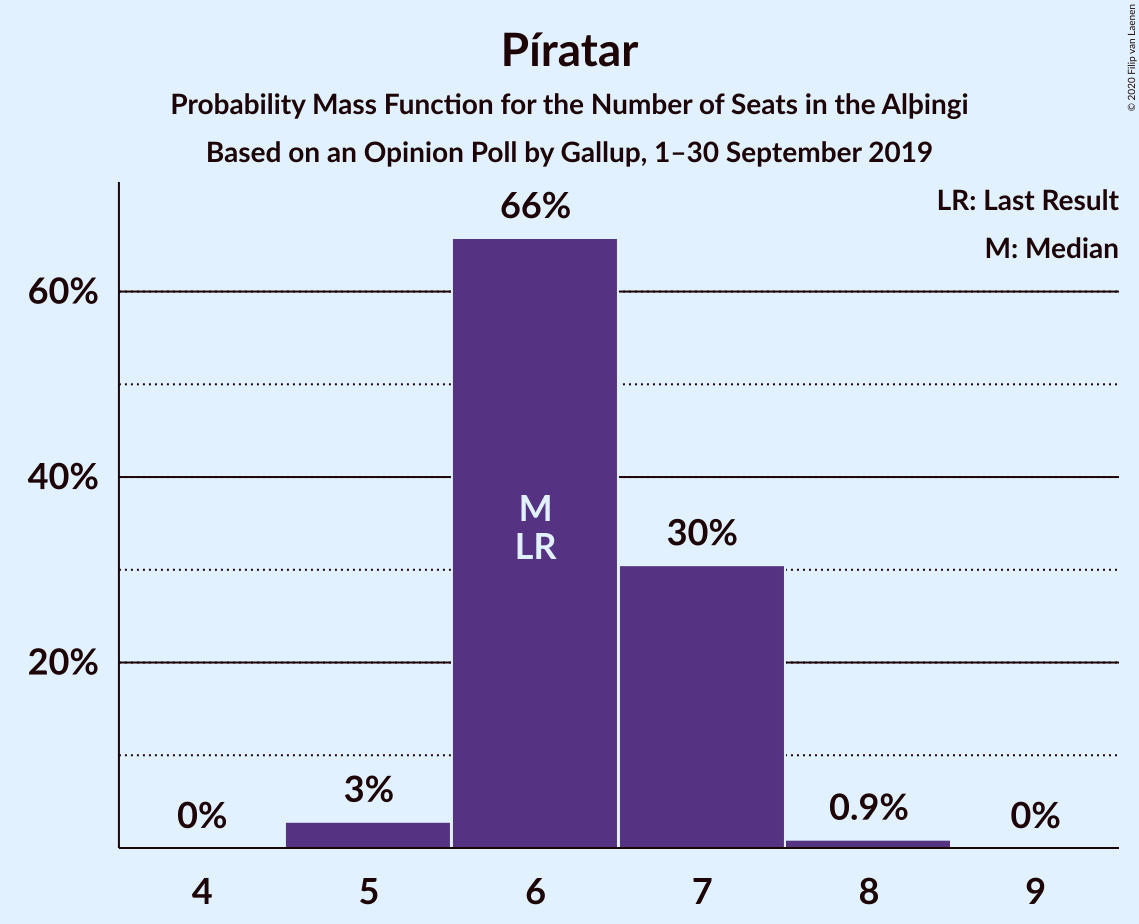 Píratar
Probability Mass Function for the Number of Seats in the Alþingi
Based on an Opinion Poll by Gallup, 1–30 September 2019
© 2020 Filip van Laenen
LR: Last Result
M: Median
66%
60%
40%
M
LR
30%
20%
3%
0.9%
0%
0%
4 5 6 7 8 9